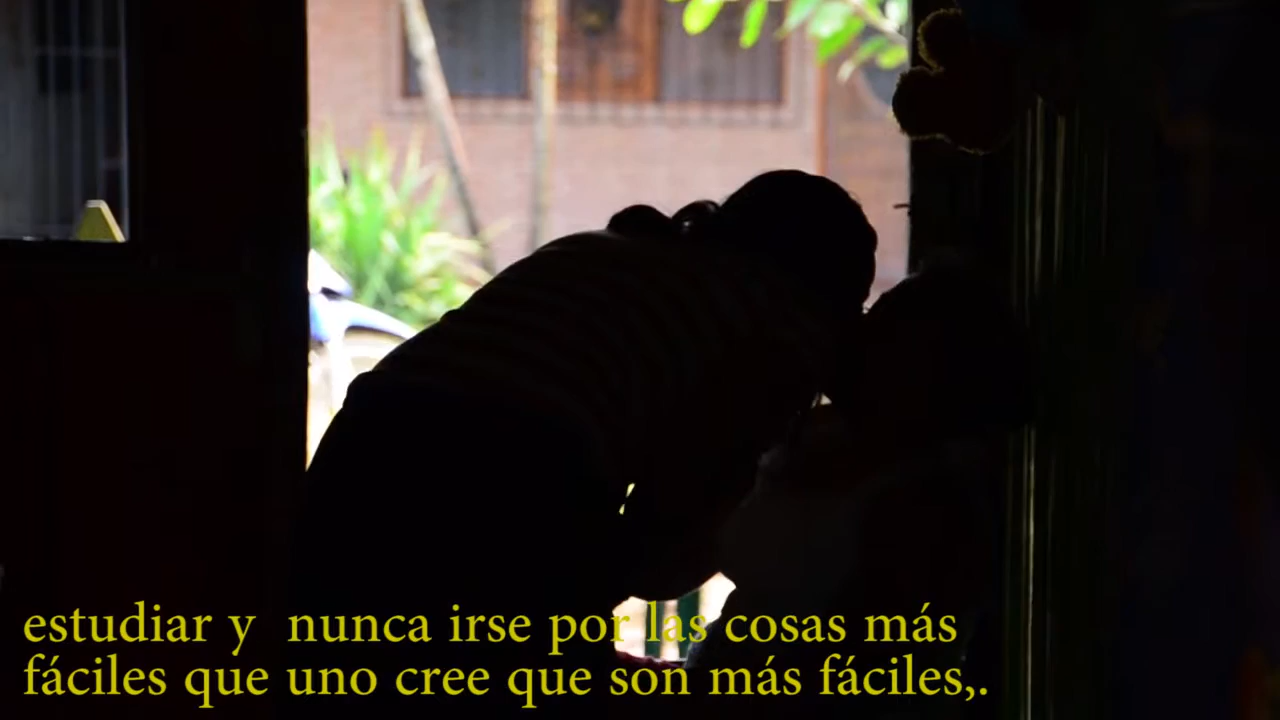 estudiar y  nunca irse por las cosas más
fáciles que uno cree que son más fáciles,.